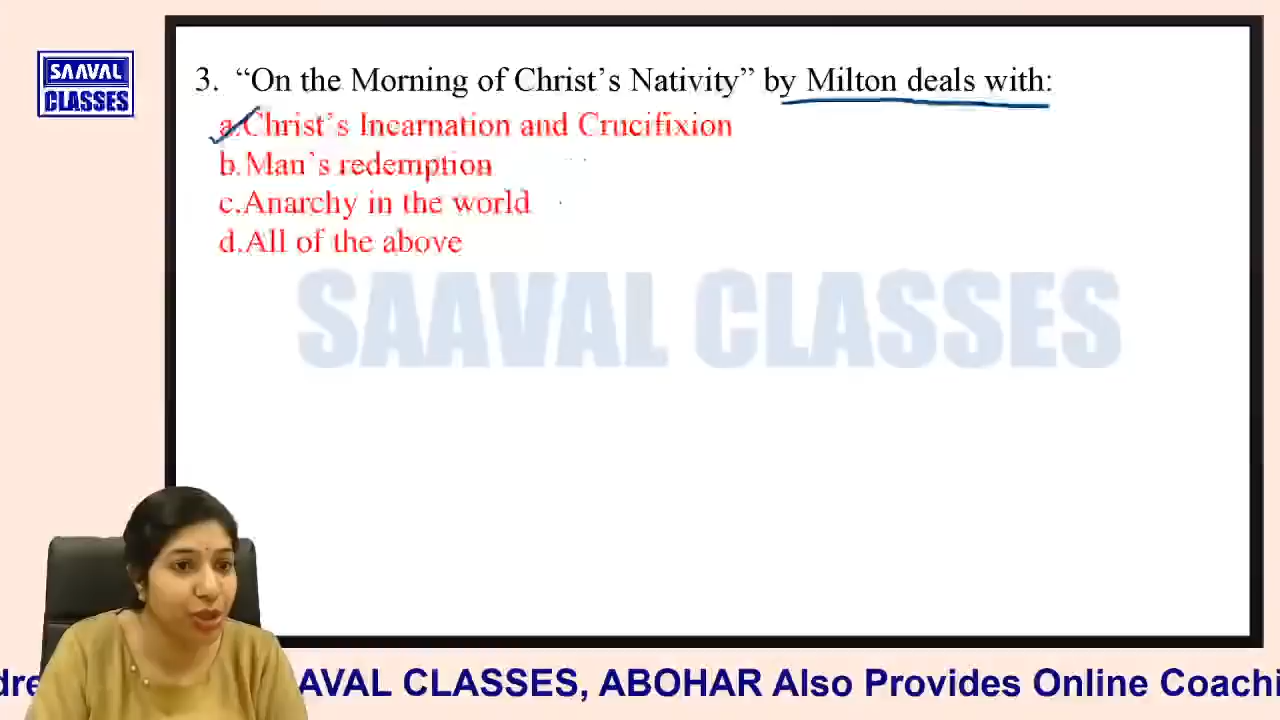 SAAVAL
CLASSES
3. “On the Morning of Christ’s Nativity” by Milton deals with:
a.Christ’s Incarnation and Crucifixion
b.Man’s redemption
c.Anarchy in the world
d.All of the above
SAAVAL CLASSES
AVAL CLASSES, ABOHAR Also Provides Online Coachi